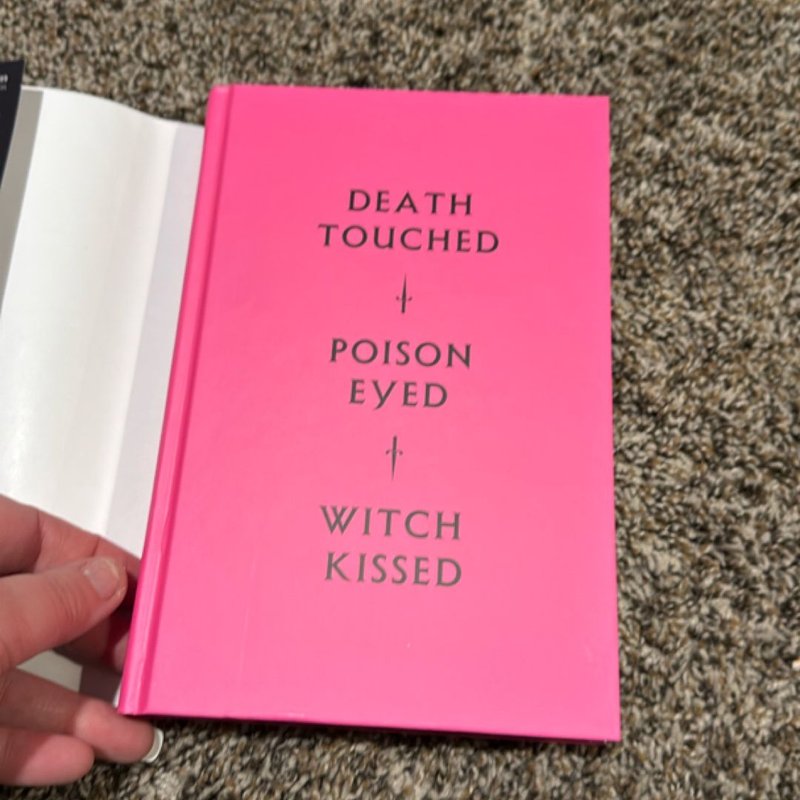 DEATH
TOUCHED
POISON
EYED
WITCH
KISSED